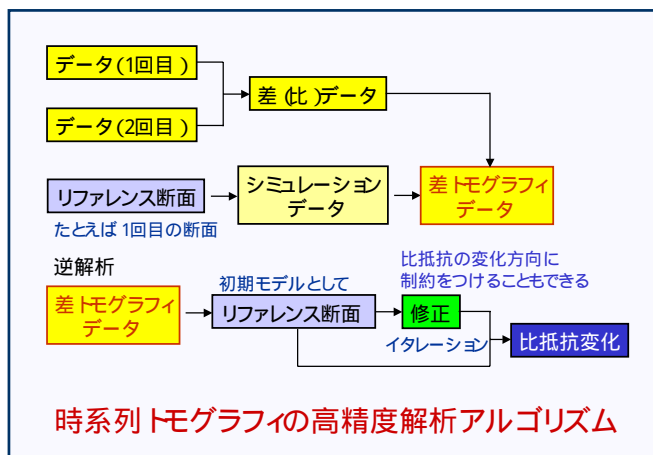 データ(1回目)
差(比)データ
データ(2回目)
リファレンス断面
シミュレーション
データ
差トモグラフィ
データ
たとえば1回目の断面
逆解析
比抵抗の変化方向に
制約をつけることもできる
初期モデルとして
差トモグラフィ
データ
リファレンス断面
修正
イタレーション
比抵抗変化
時系列トモグラフィの高精度解析アルゴリズム